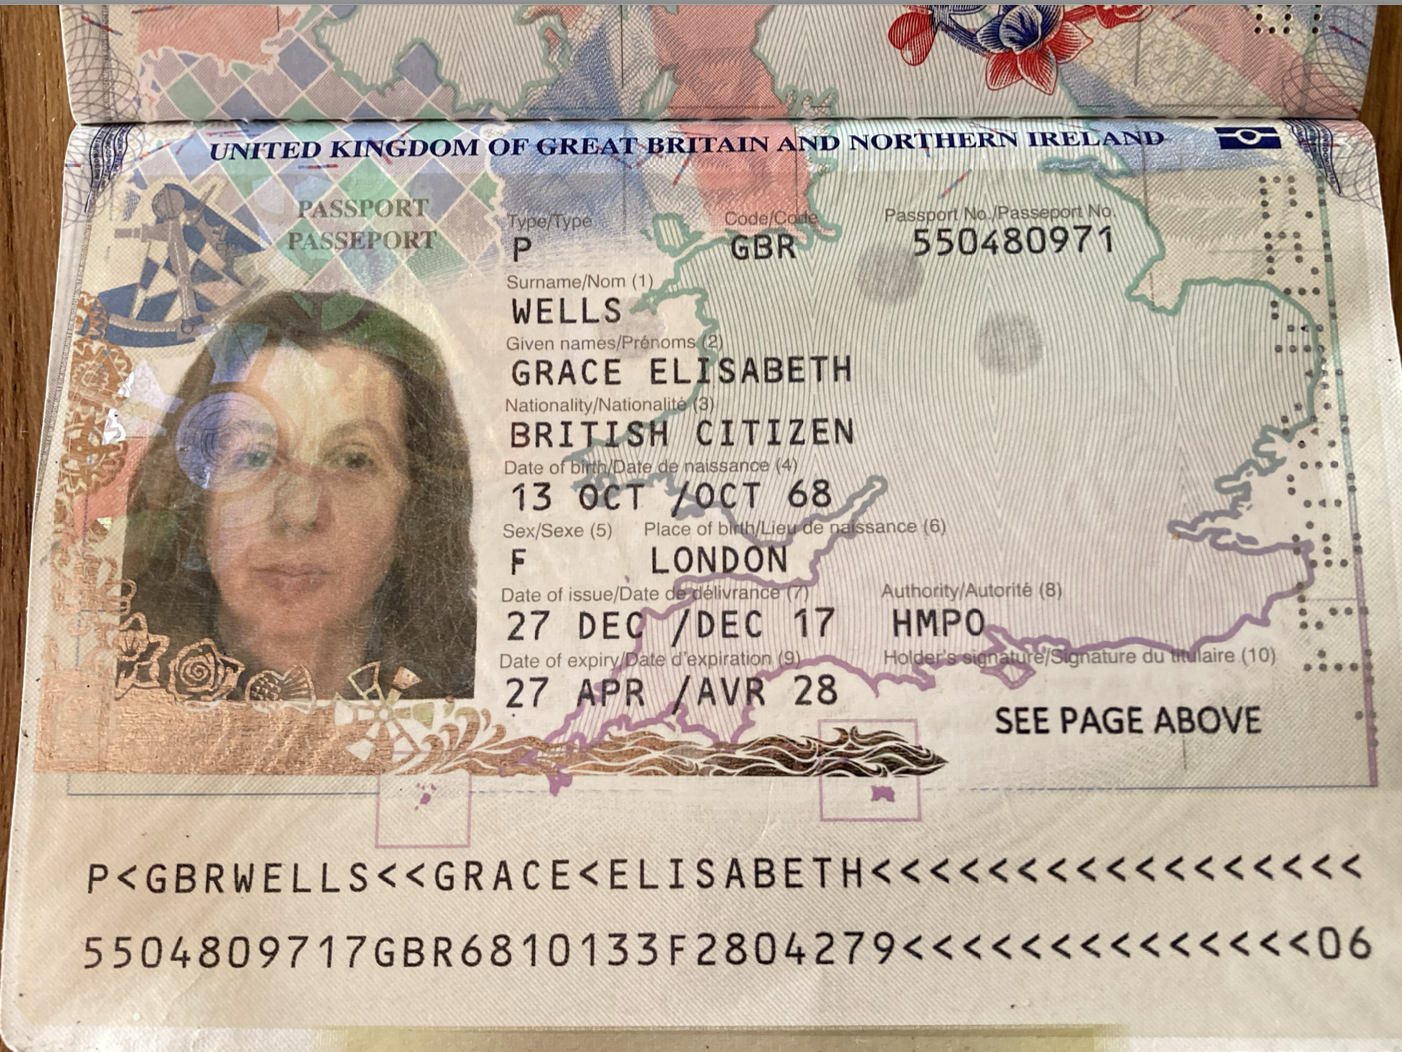 UNITED KINGDOM OF GREAT BRITAIN AND NORTHERN IRELAND
PASSPORT
PASSEPORT
Type/Type Code/Code Passport No./Passeport No.
P GBR 550480971
Surname/Nom (1)
WELLS
Given names/Prénoms (2)
GRACE ELISABETH
Nationality/Nationalité (3)
BRITISH CITIZEN
Date of birth/Date de naissance (4)
13 OCT /OCT 68
Sex/Sexe (5) Place of birth/Lieu de naissance (6)
F LONDON
Date of issue/Date de délivrance (7) Authority/Autorité (8)
27 DEC /DEC 17 HMPO
Date of expiry/Date d'expiration (9) Holder's signature/Signature du titulaire (10)
27 APR /AVR 28
SEE PAGE ABOVE
P<GBRWELLS<<GRACE<ELISABETH<<<<<<<<<<<<<<<<<
5504809717GBR6810133F2804279<<<<<<<<<<<<<<06